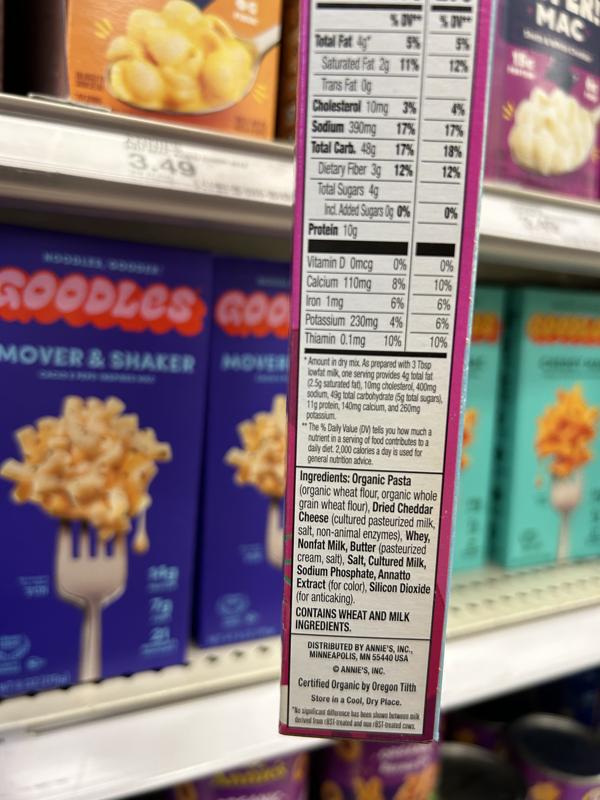 % DV** % DV**
Total Fat 4g* 5% 5%
Saturated Fat 2g 11% 12%
Trans Fat 0g
Cholesterol 10mg 3% 4%
Sodium 390mg 17% 17%
Total Carb. 48g 17% 18%
Dietary Fiber 3g 12% 12%
Total Sugars 4g
Incl. Added Sugars 0g 0% 0%
Protein 10g
Vitamin D 0mcg 0% 0%
Calcium 110mg 8% 10%
Iron 1mg 6% 6%
Potassium 230mg 4% 6%
Thiamin 0.1mg 10% 10%
* Amount in dry mix. As prepared with 3 Tbsp
lowfat milk, one serving provides 4g total fat
(2.5g saturated fat), 10mg cholesterol, 400mg
sodium, 49g total carbohydrate (5g total sugars),
11g protein, 140mg calcium, and 260mg
potassium.
** The % Daily Value (DV) tells you how much a
nutrient in a serving of food contributes to a
daily diet. 2,000 calories a day is used for
general nutrition advice.
Ingredients: Organic Pasta
(organic wheat flour, organic whole
grain wheat flour), Dried Cheddar
Cheese (cultured pasteurized milk,
salt, non-animal enzymes), Whey,
Nonfat Milk, Butter (pasteurized
cream, salt), Salt, Cultured Milk,
Sodium Phosphate, Annatto
Extract (for color), Silicon Dioxide
(for anticaking).
CONTAINS WHEAT AND MILK
INGREDIENTS.
DISTRIBUTED BY ANNIE'S, INC.,
MINNEAPOLIS, MN 55440 USA
© ANNIE'S, INC.
Certified Organic by Oregon Tilth
Store in a Cool, Dry Place.
*No significant difference has been shown between milk
derived from rBST-treated and non rBST-treated cows.
3.49
NOODLES, GOODER!
GOODLES
MOVER & SHAKER
GOO
MOVER
MAC